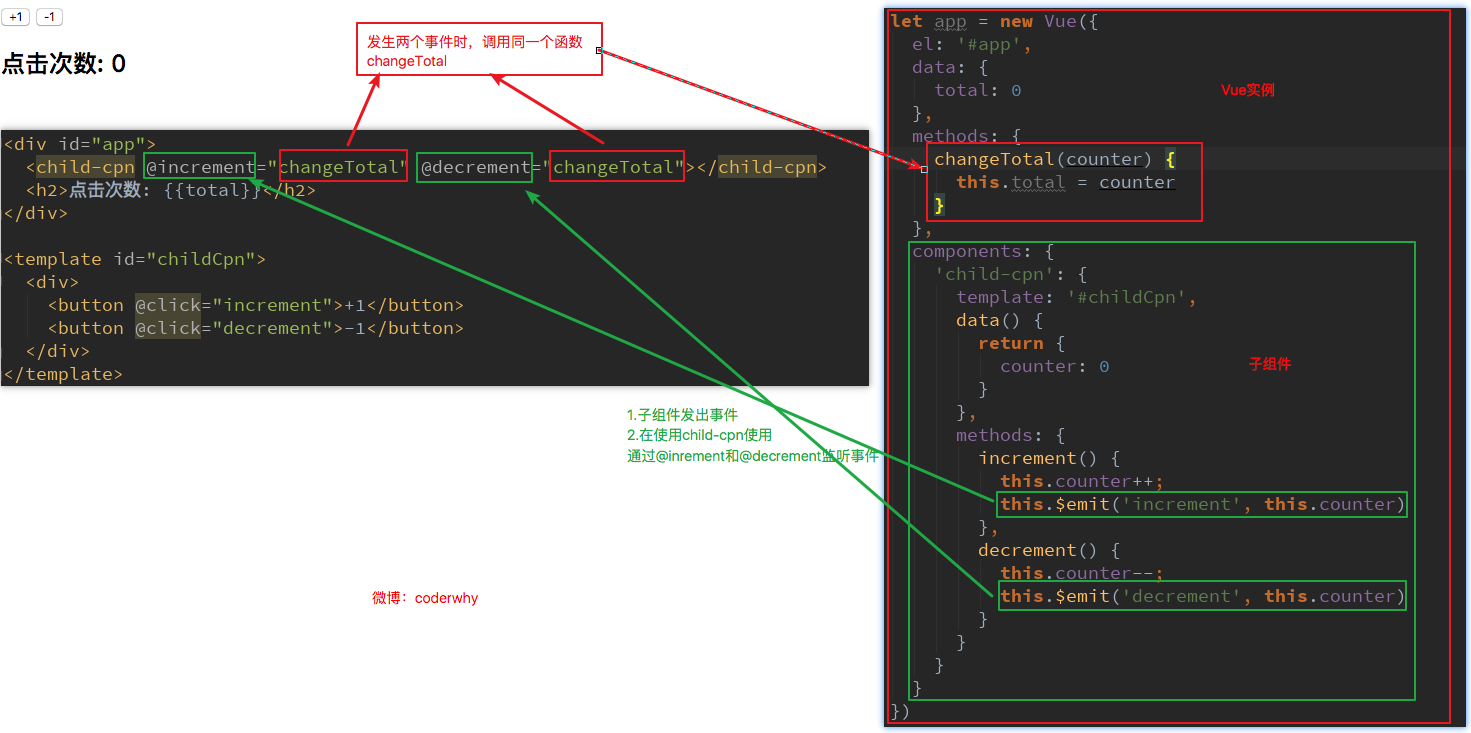 +1 -1
点击次数: 0
发生两个事件时，调用同一个函数
changeTotal
<div id="app">
<child-cpn @increment="changeTotal" @decrement="changeTotal"></child-cpn>
<h2>点击次数: {{total}}</h2>
</div>
<template id="childCpn">
<div>
<button @click="increment">+1</button>
<button @click="decrement">-1</button>
</div>
</template>
1.子组件发出事件
2.在使用child-cpn使用
通过@inrement和@decrement监听事件
微博：coderwhy
let app = new Vue({
el: '#app',
data: {
total: 0
},
methods: {
changeTotal(counter) {
this.total = counter
}
},
components: {
'child-cpn': {
template: '#childCpn',
data() {
return {
counter: 0
}
},
methods: {
increment() {
this.counter++;
this.$emit('increment', this.counter)
},
decrement() {
this.counter--;
this.$emit('decrement', this.counter)
}
}
}
}
})
Vue实例
子组件